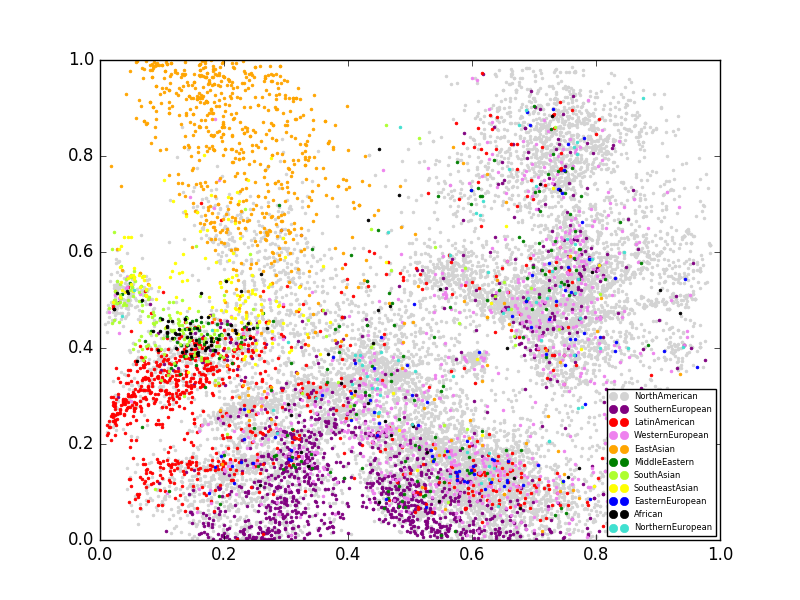 1.0
0.8
0.6
0.4
0.2
0.0
0.0 0.2 0.4 0.6 0.8 1.0
NorthAmerican
SouthernEuropean
LatinAmerican
WesternEuropean
EastAsian
MiddleEastern
SouthAsian
SoutheastAsian
EasternEuropean
African
NorthernEuropean